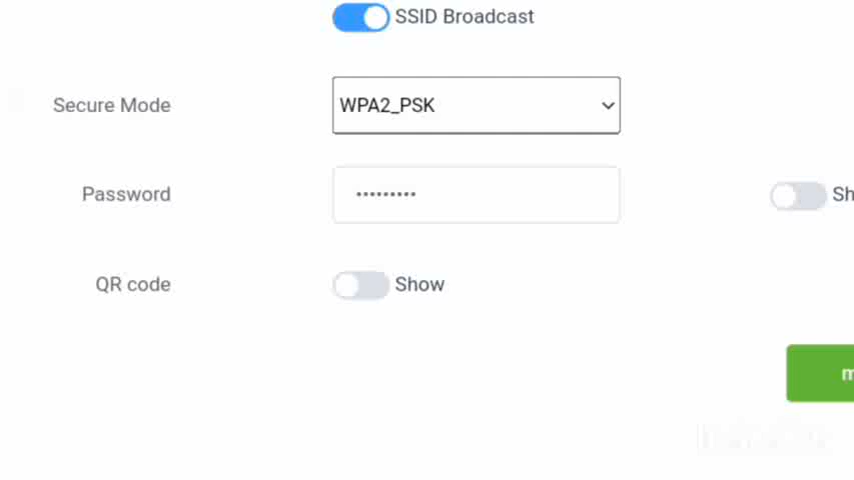 SSID Broadcast
Secure Mode WPA2_PSK
Password •••••••••
QR code Show